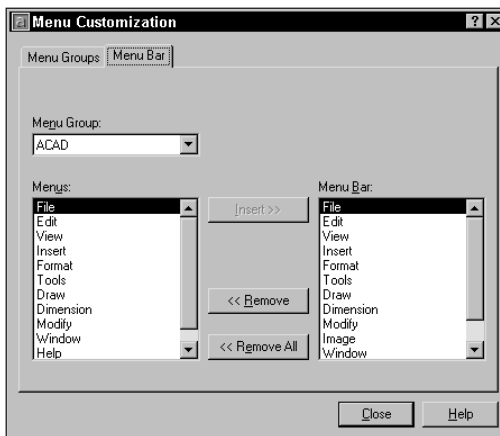 Menu Customization
Menu Groups
Menu Bar
Menu Group:
ACAD
Menus:
File
Edit
View
Insert
Format
Tools
Draw
Dimension
Modify
Window
Help
Insert >>
<< Remove
<< Remove All
Menu Bar:
File
Edit
View
Insert
Format
Tools
Draw
Dimension
Modify
Image
Window
Close
Help